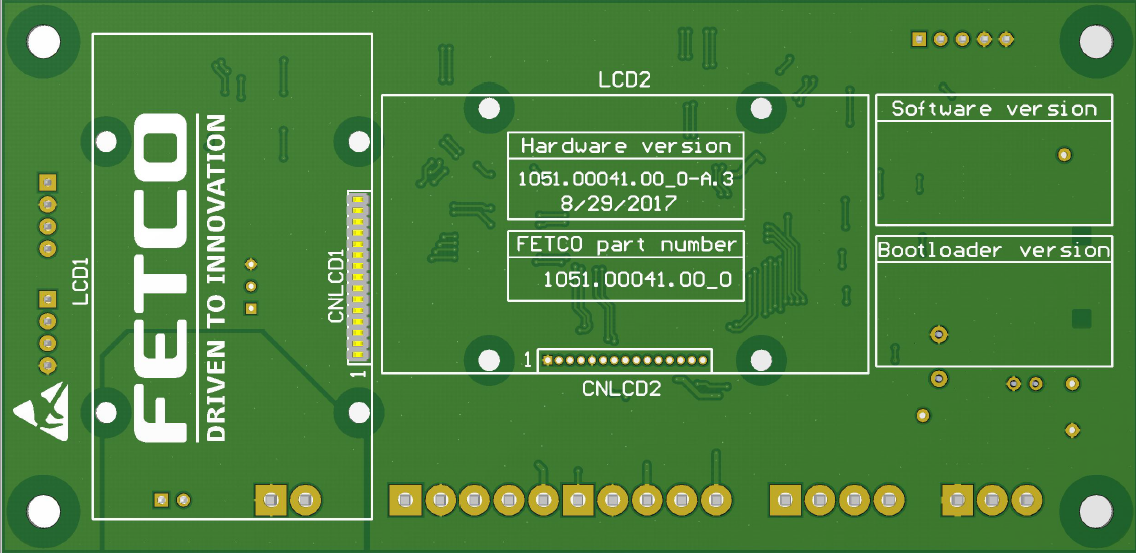 LCD2
Software version
Hardware version
1051.00041.00_0-A.3
8/29/2017
FETCO part number
1051.00041.00_0
Bootloader version
FETCO
DRIVEN TO INNOVATION
LCD1
CNLCD1
1
1
CNLCD2